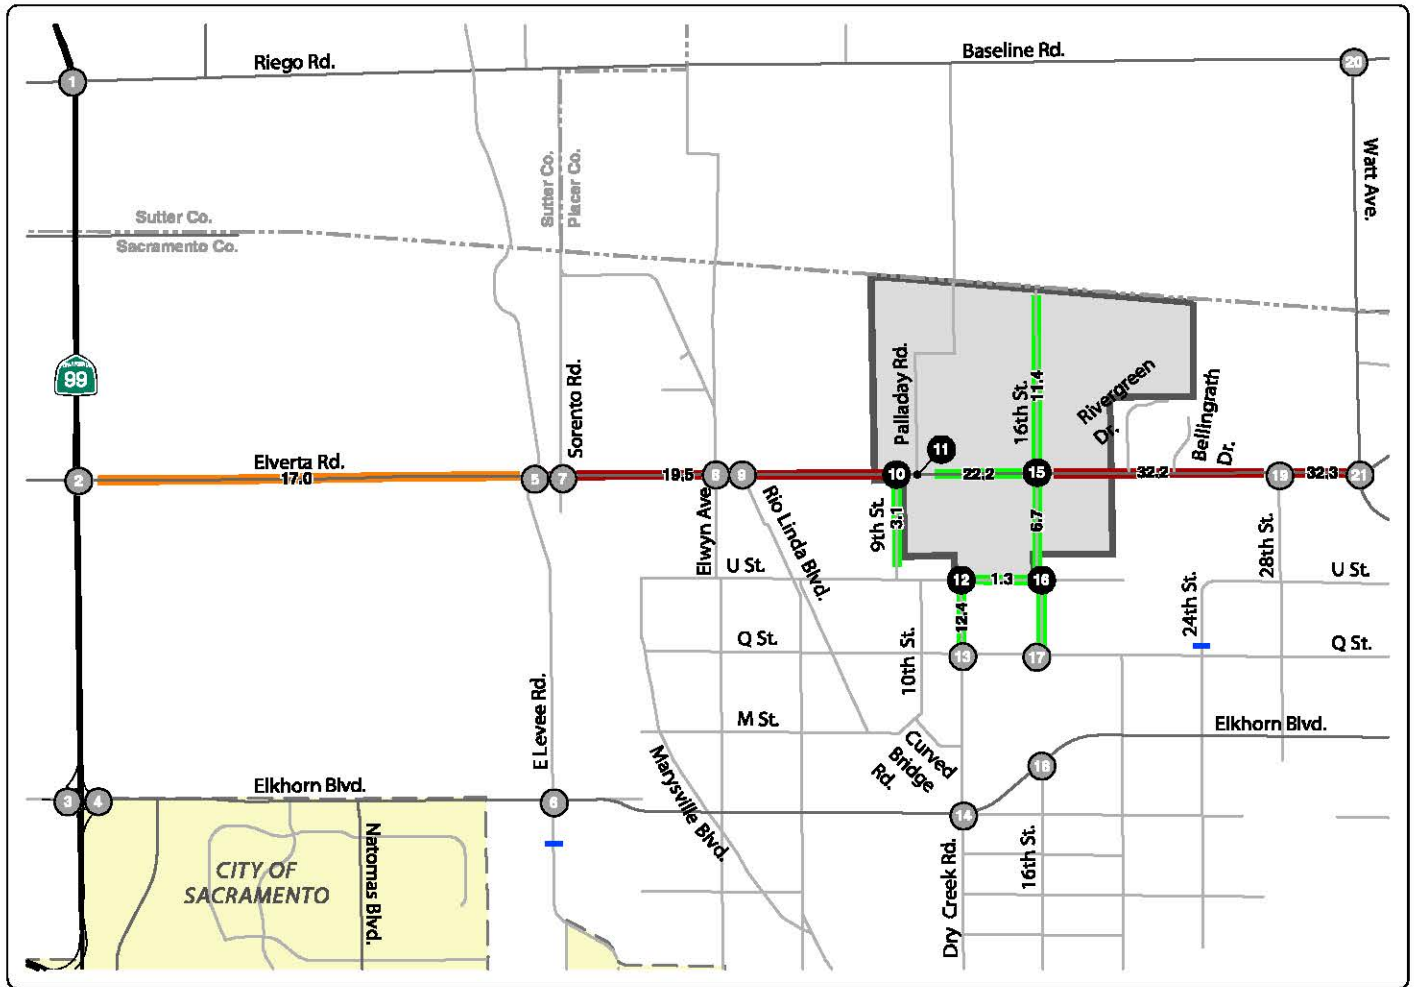 Riego Rd.
Baseline Rd.
1
20
Watt Ave.
Sutter Co.
Placer Co.
Sutter Co.
Sacramento Co.
99
Sorento Rd.
Palladay Rd.
16th St.
11.4
Rivergreen
Dr.
Bellingrath
Dr.
11
Elverta Rd.
2
17.0
5
7
19.5
8
9
10
22.2
15
32.2
19
32.3
21
Elwyn Ave
Rio Linda Blvd.
9th St.
3.1
6.7
28th St.
U St.
12
1.3
16
U St.
24th St.
12.4
Q St.
10th St.
13
17
Q St.
E Levee Rd.
M St.
Elkhorn Blvd.
Curved
Bridge
Rd.
18
Marysville Blvd.
3
4
Elkhorn Blvd.
6
14
Natomas Blvd.
CITY OF
SACRAMENTO
Dry Creek Rd.
16th St.